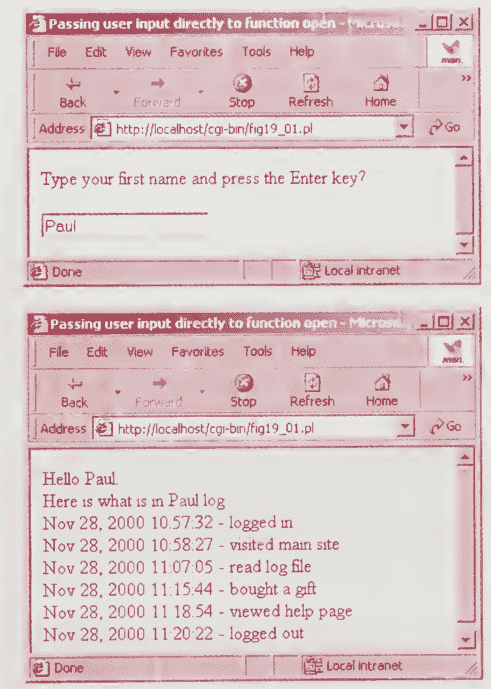 Passing user input directly to function open - Micros
File Edit View Favorites Tools Help
Back Forward Stop Refresh Home »
Address http://localhost/cgi-bin/fig19_01.pl Go
Type your first name and press the Enter key?
Paul
Done Local intranet
Passing user input directly to function open - Microso
File Edit View Favorites Tools Help
Back Forward Stop Refresh Home »
Address http://localhost/cgi-bin/fig19_01.pl Go
Hello Paul.
Here is what is in Paul log
Nov 28, 2000 10:57:32 - logged in
Nov 28, 2000 10:58:27 - visited main site
Nov 28, 2000 11:07:05 - read log file
Nov 28, 2000 11:15:44 - bought a gift
Nov 28, 2000 11:18:54 - viewed help page
Nov 28, 2000 11:20:22 - logged out
Done Local intranet